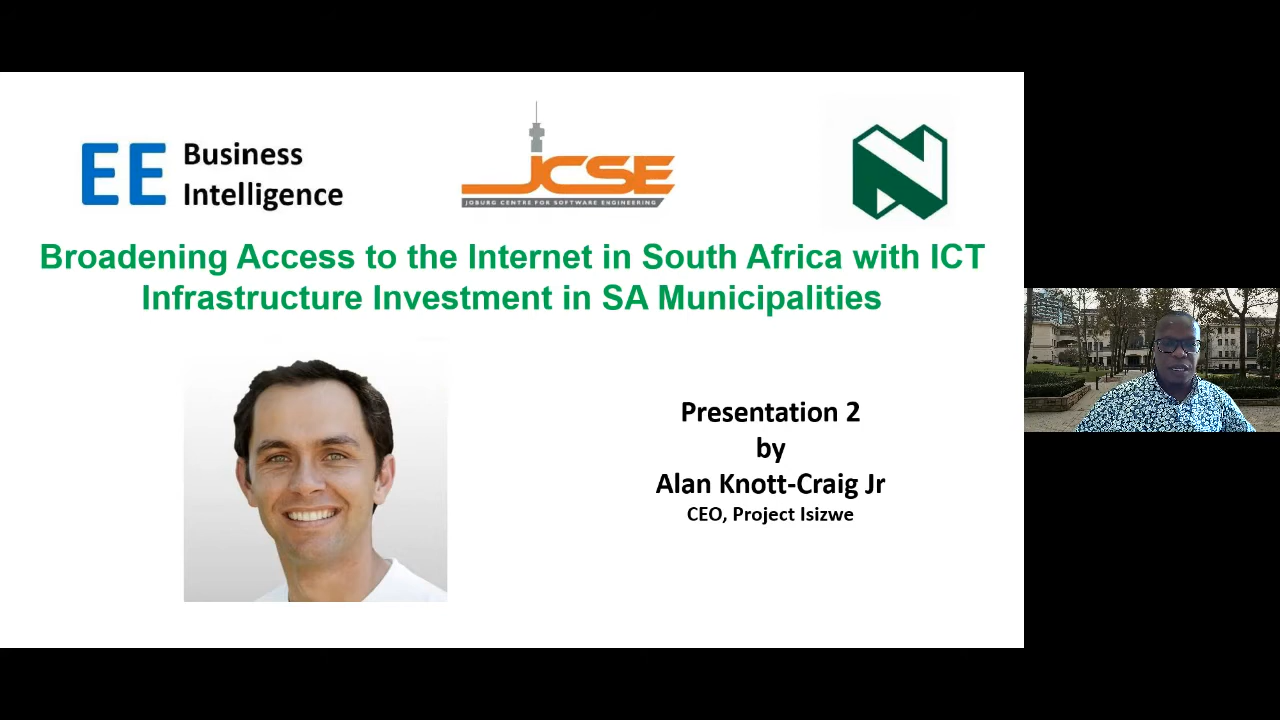 EE Business
Intelligence
JCSE
JOBURG CENTRE FOR SOFTWARE ENGINEERING
N
Broadening Access to the Internet in South Africa with ICT
Infrastructure Investment in SA Municipalities
Presentation 2
by
Alan Knott-Craig Jr
CEO, Project Isizwe